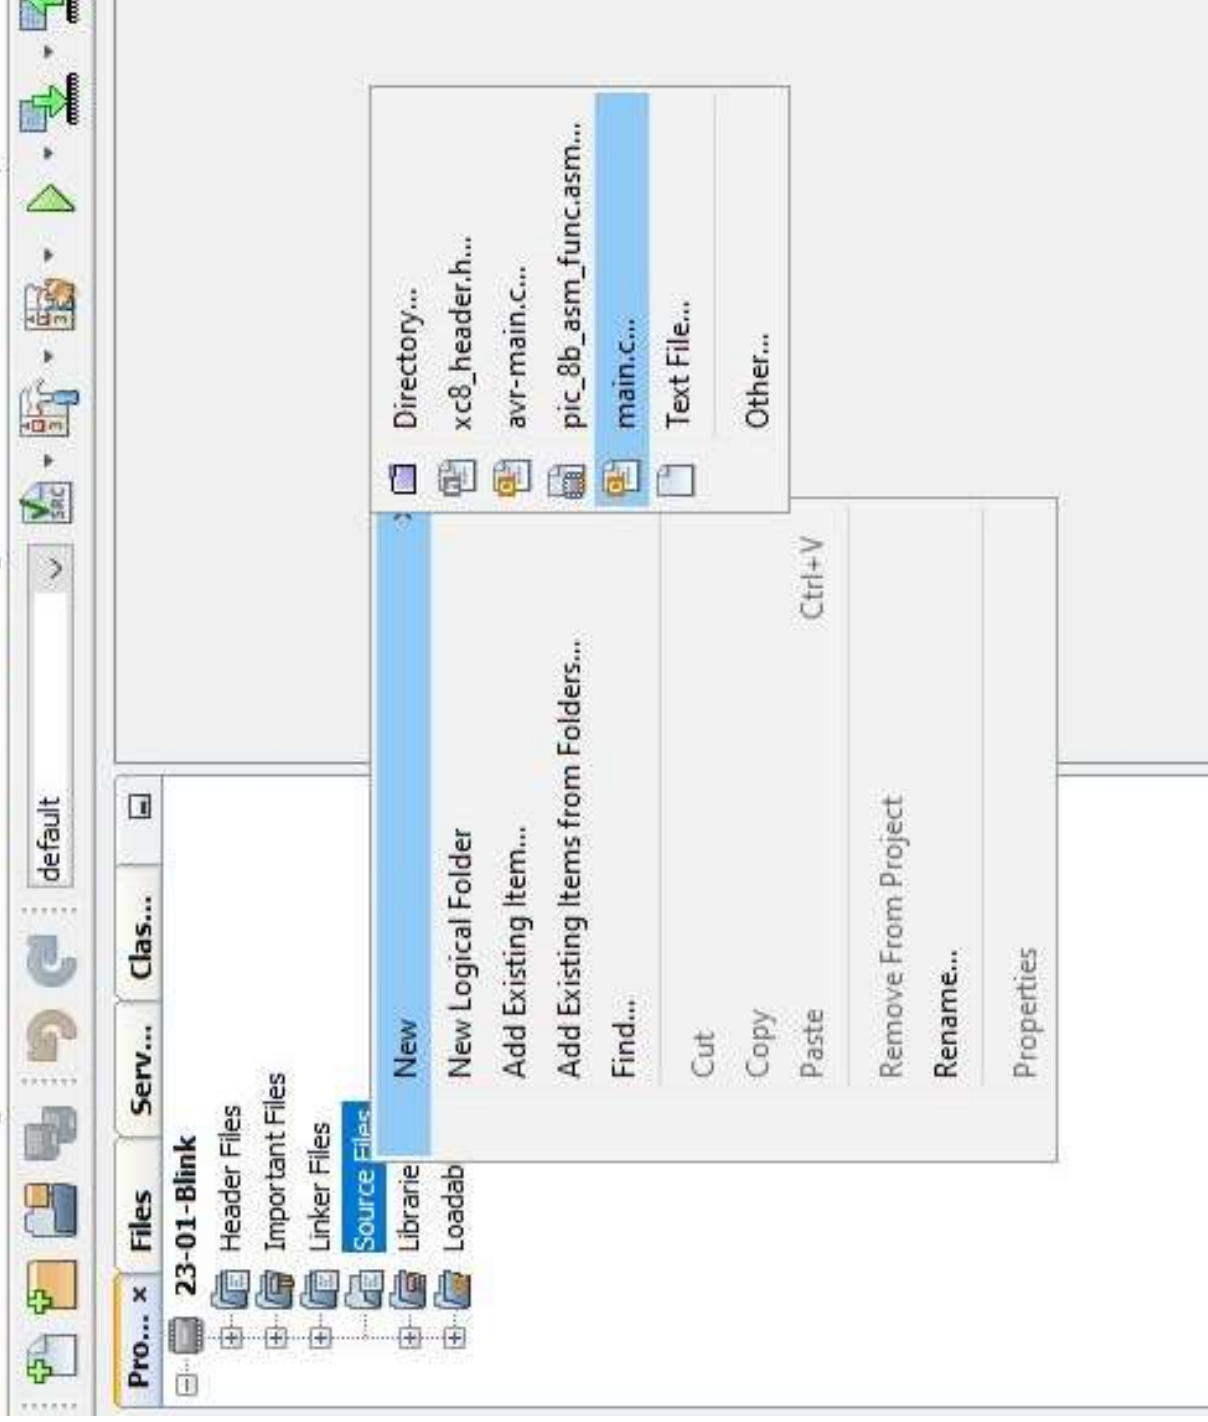 default
SRC
Pro... ×
Files
Serv...
Clas...
23-01-Blink
Header Files
Important Files
Linker Files
Source Files
Librarie
Loadab
New
New Logical Folder
Add Existing Item...
Add Existing Items from Folders...
Find...
Cut
Copy
Paste Ctrl+V
Remove From Project
Rename...
Properties
Directory...
xc8_header.h...
avr-main.c...
pic_8b_asm_func.asm...
main.c...
Text File...
Other...